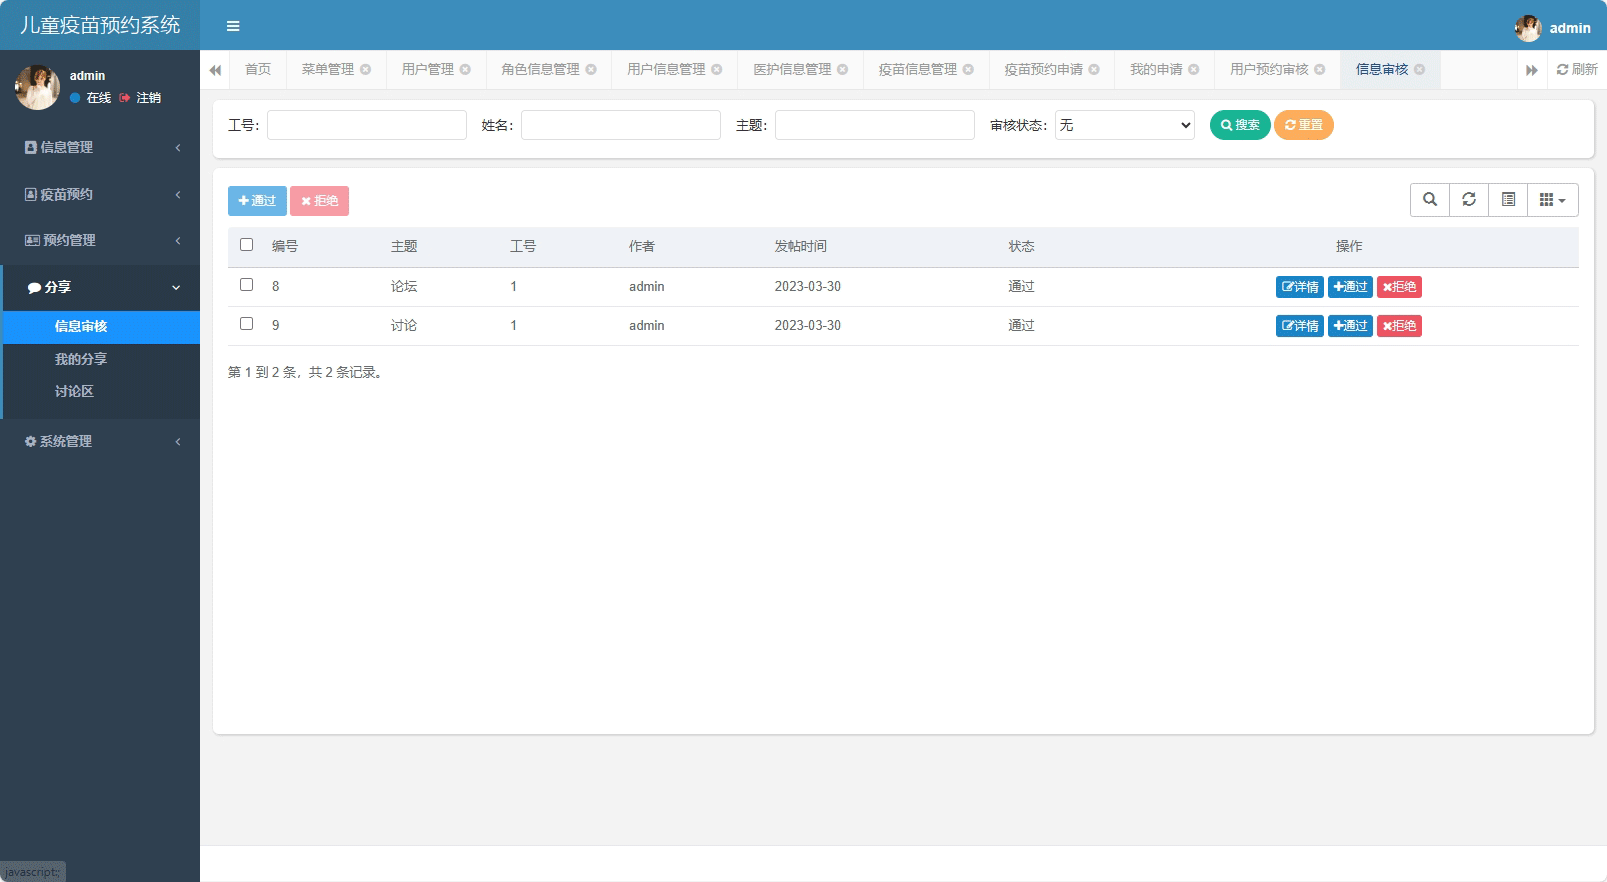 儿童疫苗预约系统
admin
admin
在线 注销
首页 菜单管理 用户管理 角色信息管理 用户信息管理 医护信息管理 疫苗信息管理 疫苗预约申请 我的申请 用户预约审核 信息审核 刷新
信息管理
疫苗预约
预约管理
分享
信息审核
我的分享
讨论区
系统管理
工号: 姓名: 主题: 审核状态: 无 搜索 重置
通过 拒绝
编号 主题 工号 作者 发帖时间 状态 操作
8 论坛 1 admin 2023-03-30 通过 详情 通过 拒绝
9 讨论 1 admin 2023-03-30 通过 详情 通过 拒绝
第 1 到 2 条，共 2 条记录。
javascript:;